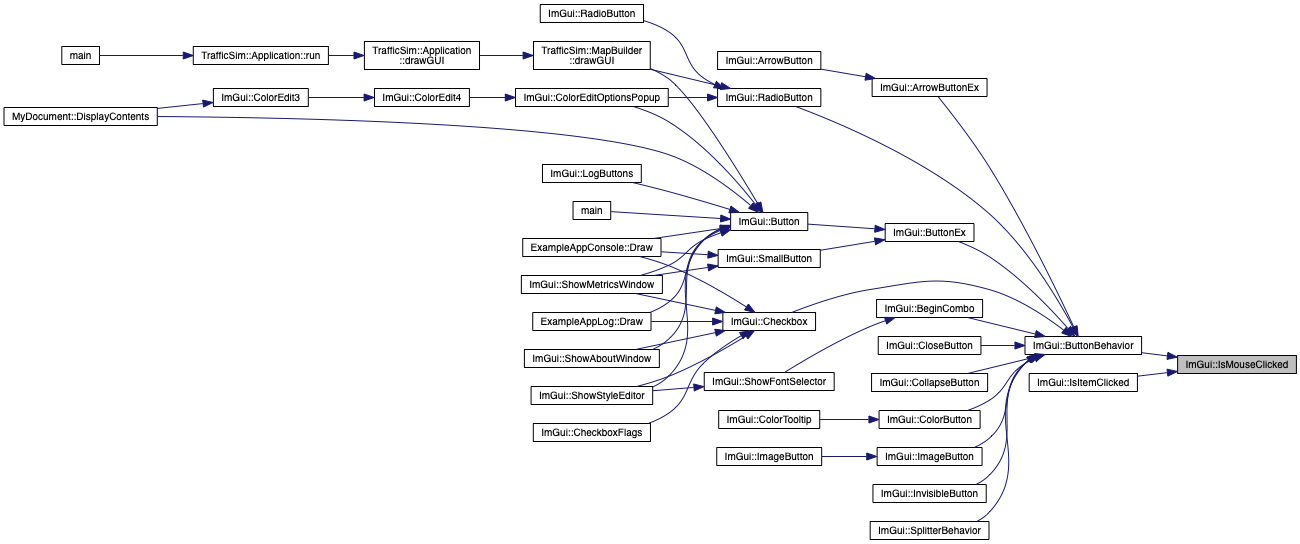 ImGui::RadioButton
main
TrafficSim::Application::run
TrafficSim::Application
::drawGUI
TrafficSim::MapBuilder
::drawGUI
ImGui::ArrowButton
ImGui::ArrowButtonEx
MyDocument::DisplayContents
ImGui::ColorEdit3
ImGui::ColorEdit4
ImGui::ColorEditOptionsPopup
ImGui::RadioButton
ImGui::LogButtons
main
ImGui::Button
ImGui::ButtonEx
ExampleAppConsole::Draw
ImGui::SmallButton
ImGui::ShowMetricsWindow
ExampleAppLog::Draw
ImGui::Checkbox
ImGui::BeginCombo
ImGui::CloseButton
ImGui::ButtonBehavior
ImGui::IsMouseClicked
ImGui::ShowAboutWindow
ImGui::ShowFontSelector
ImGui::CollapseButton
ImGui::IsItemClicked
ImGui::ShowStyleEditor
ImGui::CheckboxFlags
ImGui::ColorTooltip
ImGui::ColorButton
ImGui::ImageButton
ImGui::ImageButton
ImGui::InvisibleButton
ImGui::SplitterBehavior